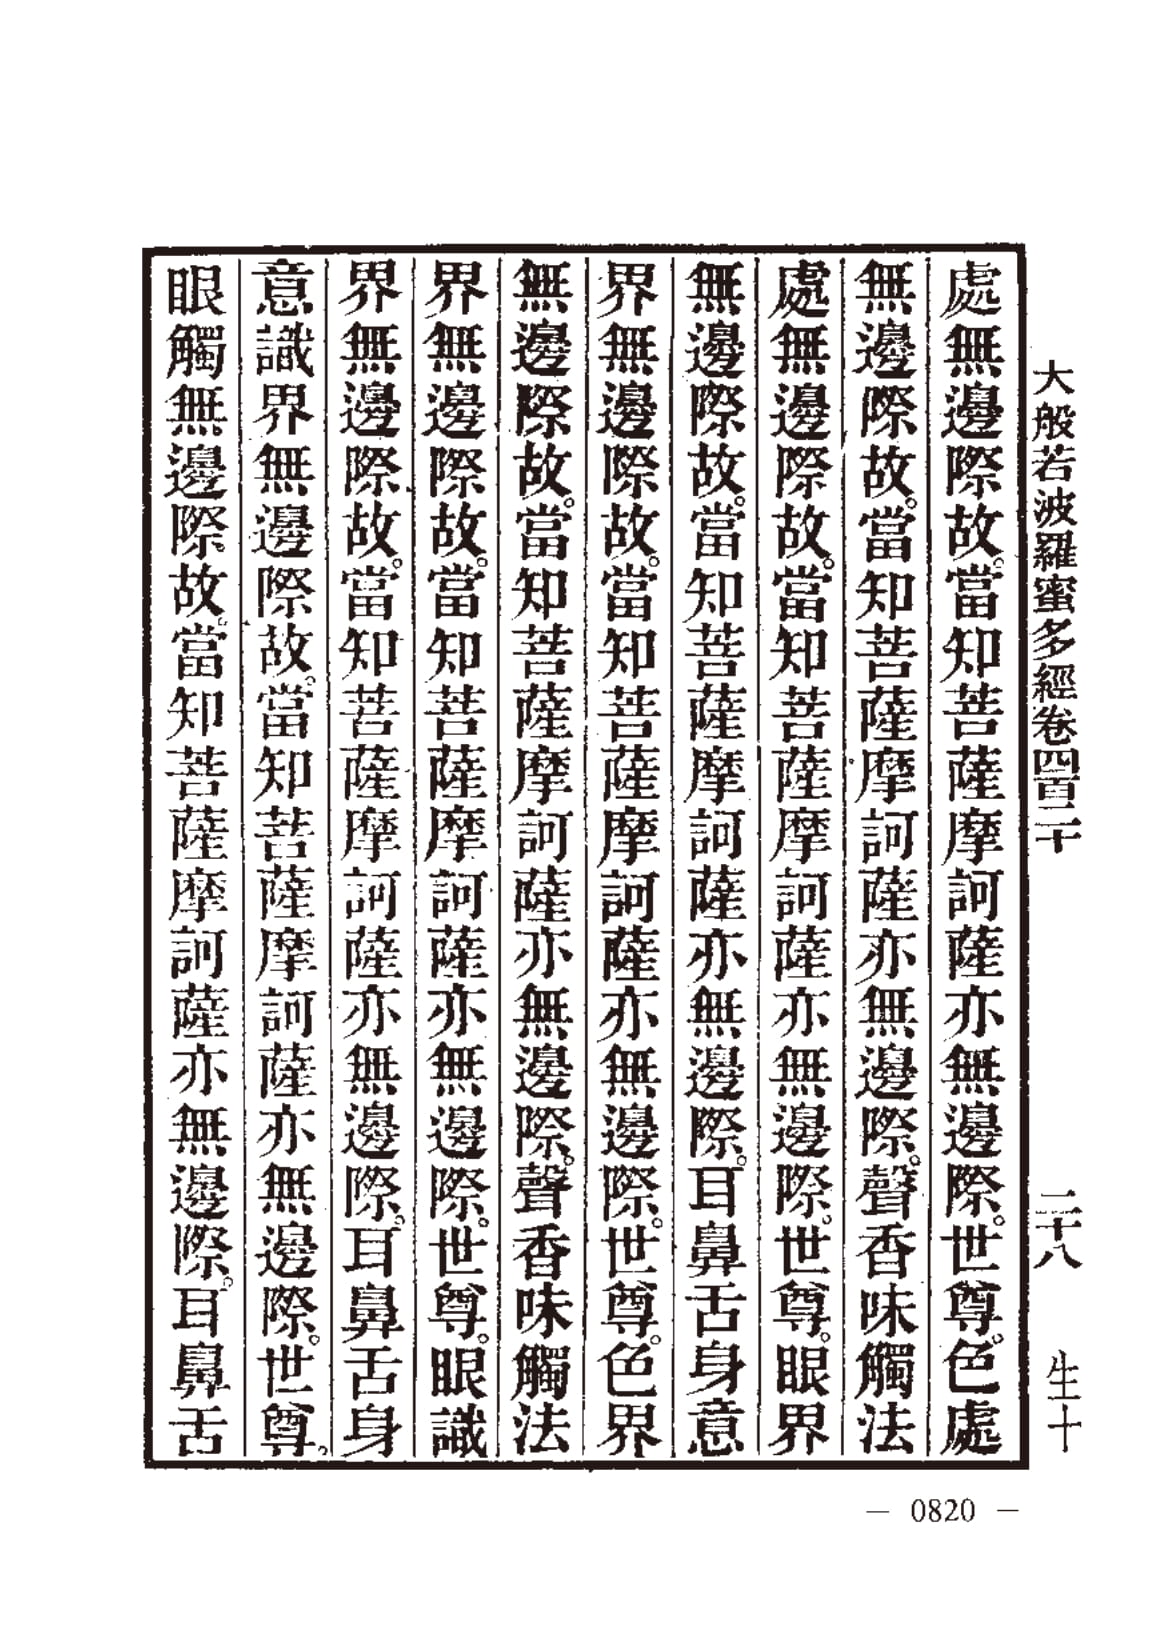 大般若波羅蜜多經卷四百二十 二十八 生十
處無邊際故。當知菩薩摩訶薩亦無邊際。世尊。色處
無邊際故。當知菩薩摩訶薩亦無邊際。聲香味觸法
處無邊際故。當知菩薩摩訶薩亦無邊際。世尊。眼界
無邊際故。當知菩薩摩訶薩亦無邊際。耳鼻舌身意
界無邊際故。當知菩薩摩訶薩亦無邊際。世尊。色界
無邊際故。當知菩薩摩訶薩亦無邊際。聲香味觸法
界無邊際故。當知菩薩摩訶薩亦無邊際。世尊。眼識
界無邊際故。當知菩薩摩訶薩亦無邊際。耳鼻舌身
意識界無邊際故。當知菩薩摩訶薩亦無邊際。世尊。
眼觸無邊際故。當知菩薩摩訶薩亦無邊際。耳鼻舌
— 0820 —